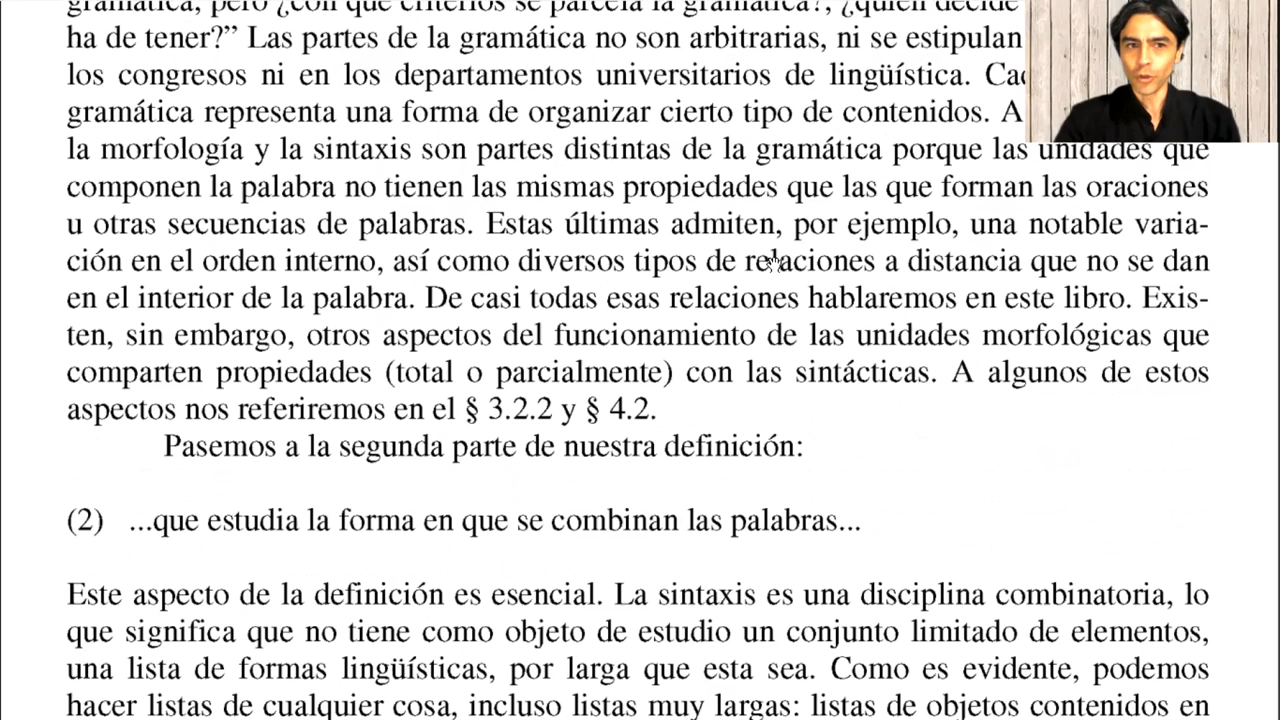 gramática, pero ¿con qué criterios se parcela la gramática?, ¿quién decide
ha de tener?” Las partes de la gramática no son arbitrarias, ni se estipulan
los congresos ni en los departamentos universitarios de lingüística.
gramática representa una forma de organizar cierto tipo de contenidos. A
la morfología y la sintaxis son partes distintas de la gramática porque las unidades que
componen la palabra no tienen las mismas propiedades que las que forman las oraciones
u otras secuencias de palabras. Estas últimas admiten, por ejemplo, una notable varia-
ción en el orden interno, así como diversos tipos de relaciones a distancia que no se dan
en el interior de la palabra. De casi todas esas relaciones hablaremos en este libro. Exis-
ten, sin embargo, otros aspectos del funcionamiento de las unidades morfológicas que
comparten propiedades (total o parcialmente) con las sintácticas. A algunos de estos
aspectos nos referiremos en el § 3.2.2 y § 4.2.
Pasemos a la segunda parte de nuestra definición:
(2) ...que estudia la forma en que se combinan las palabras...
Este aspecto de la definición es esencial. La sintaxis es una disciplina combinatoria, lo
que significa que no tiene como objeto de estudio un conjunto limitado de elementos,
una lista de formas lingüísticas, por larga que esta sea. Como es evidente, podemos
hacer listas de cualquier cosa, incluso listas muy largas: listas de objetos contenidos en